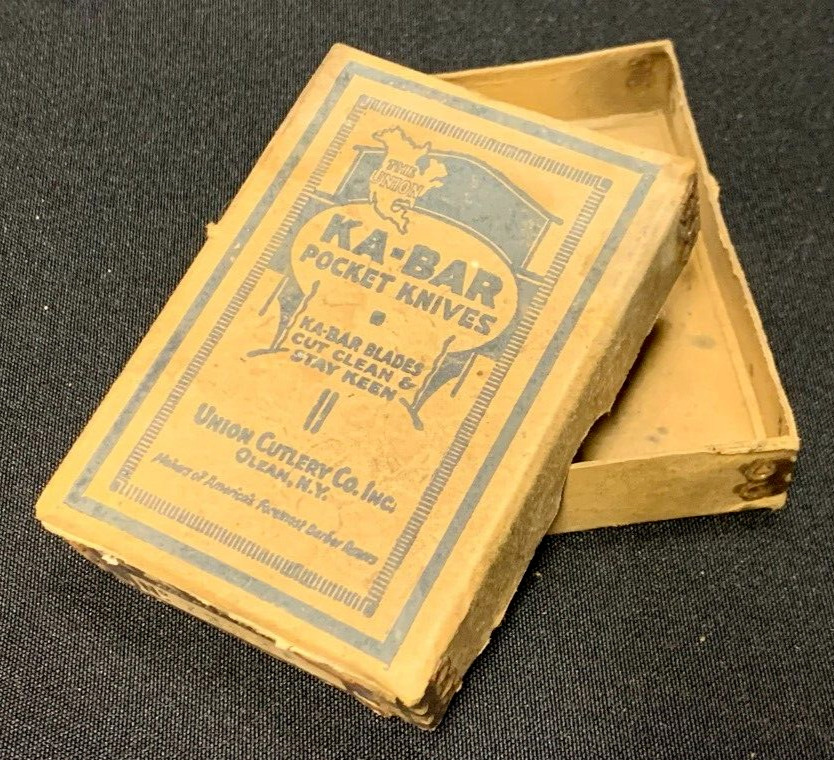 THE
UNION
KA-BAR
POCKET KNIVES
KA-BAR BLADES
CUT CLEAN &
STAY KEEN
UNION CUTLERY CO. INC.
OLEAN, N.Y.
Makers of America's Foremost Barber Razors